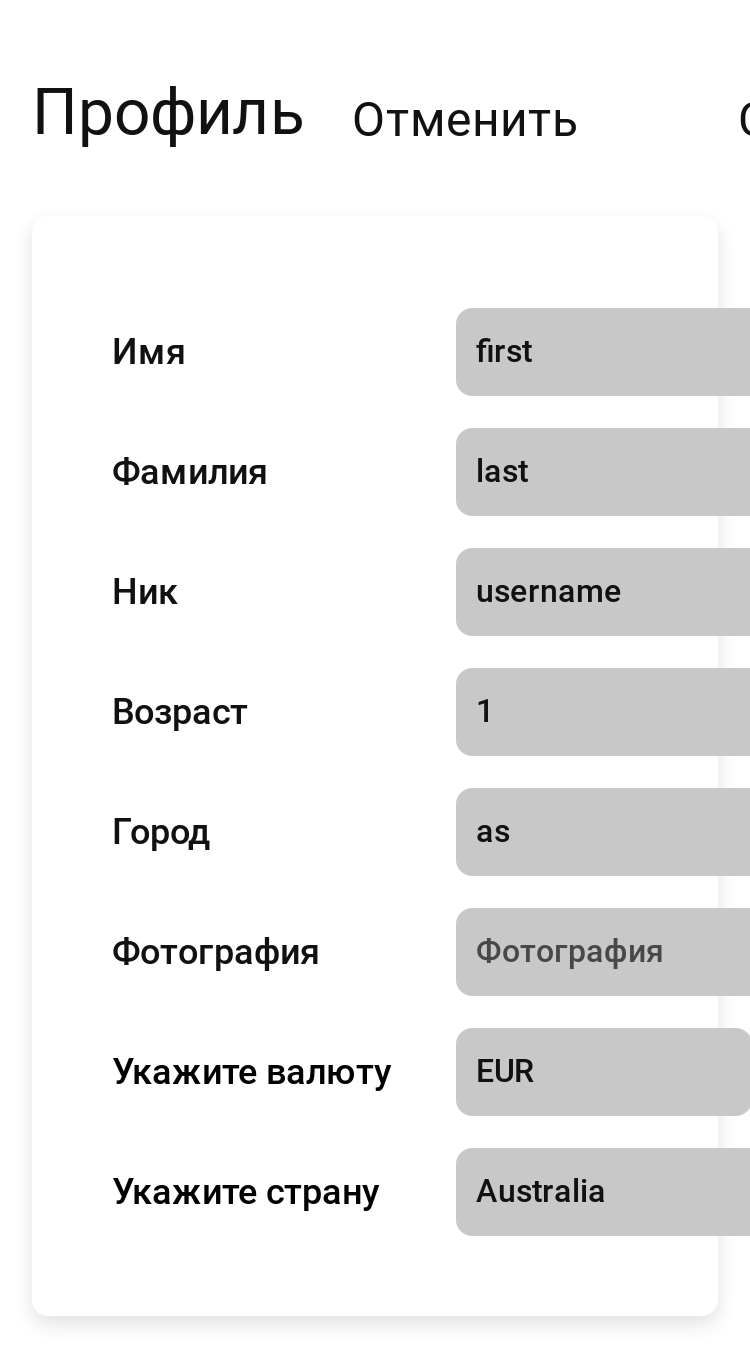 Профиль Отменить
Имя first
Фамилия last
Ник username
Возраст 1
Город as
Фотография Фотография
Укажите валюту EUR
Укажите страну Australia